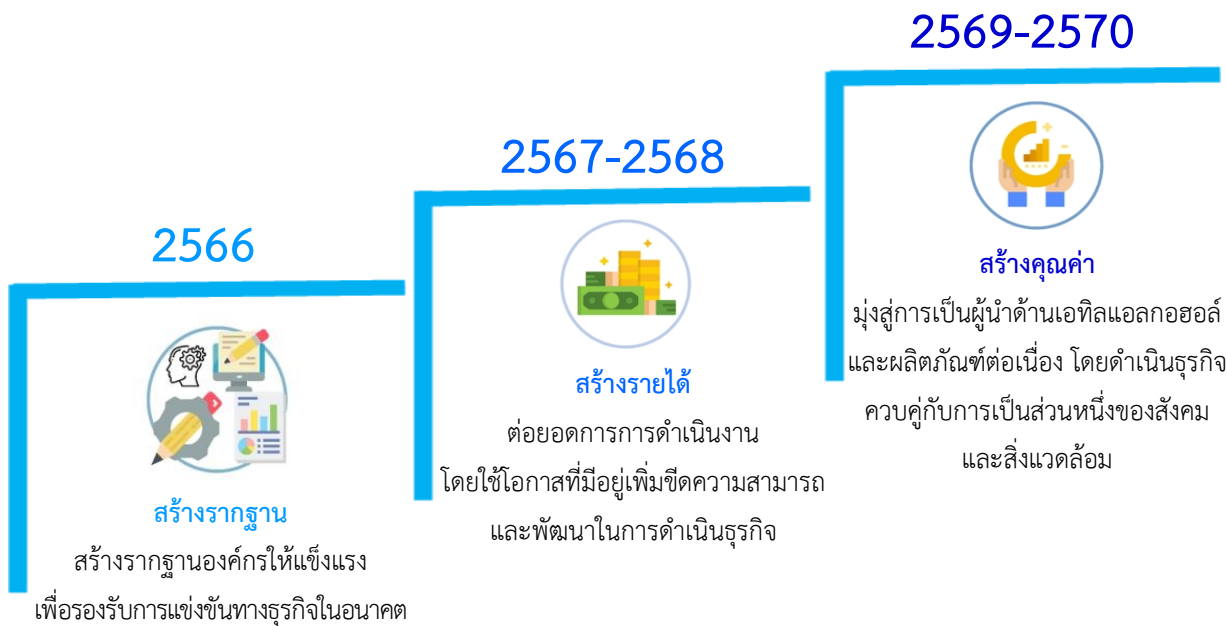 2566
สร้างรากฐาน
สร้างรากฐานองค์กรให้แข็งแรง
เพื่อรองรับการแข่งขันทางธุรกิจในอนาคต
2567-2568
สร้างรายได้
ต่อยอดการการดำเนินงาน
โดยใช้โอกาสที่มีอยู่เพิ่มขีดความสามารถ
และพัฒนาในการดำเนินธุรกิจ
2569-2570
สร้างคุณค่า
มุ่งสู่การเป็นผู้นำด้านเอทิลแอลกอฮอล์
และผลิตภัณฑ์ต่อเนื่อง โดยดำเนินธุรกิจ
ควบคู่กับการเป็นส่วนหนึ่งของสังคม
และสิ่งแวดล้อม